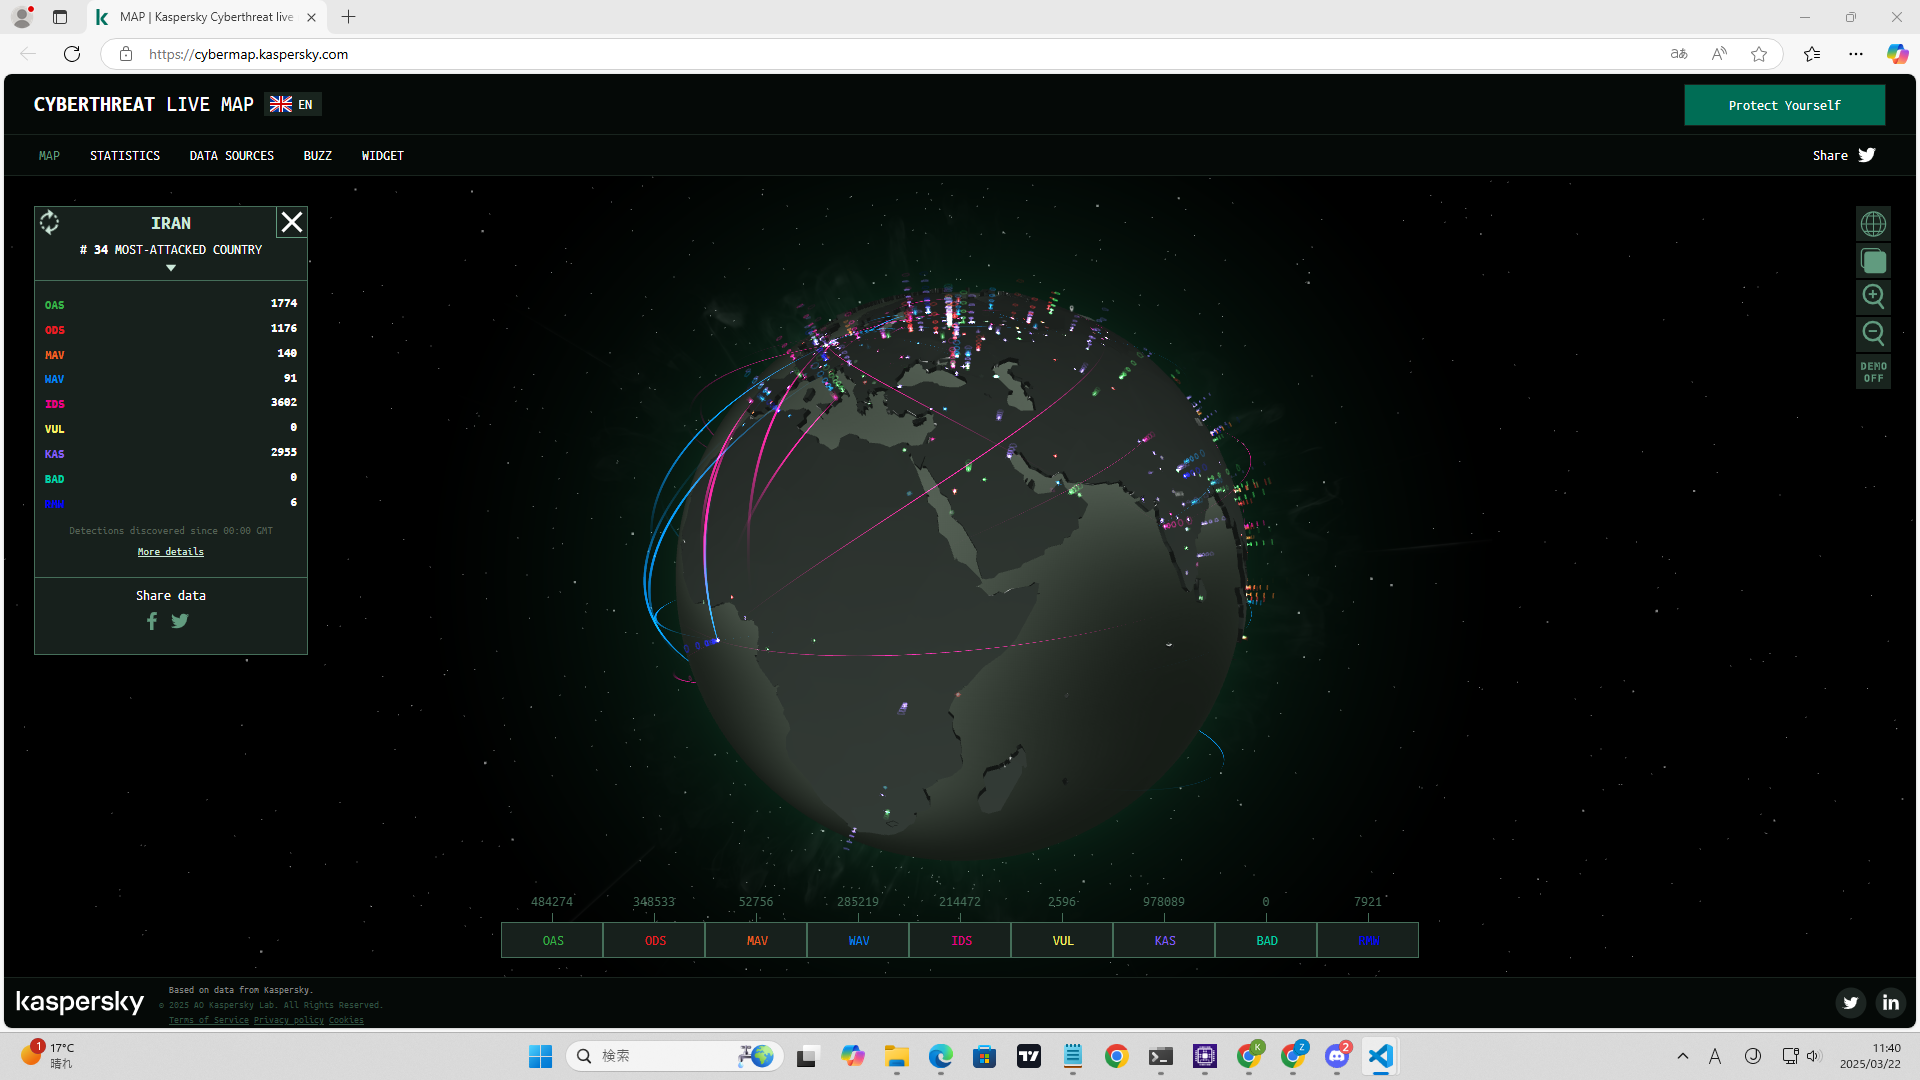 MAP | Kaspersky Cyberthreat live
https://cybermap.kaspersky.com
CYBERTHREAT LIVE MAP EN
Protect Yourself
MAP STATISTICS DATA SOURCES BUZZ WIDGET
Share
IRAN
# 34 MOST-ATTACKED COUNTRY
OAS 1774
ODS 1176
MAV 140
WAV 91
IDS 3602
VUL 0
KAS 2955
BAD 0
RMW 6
Detections discovered since 00:00 GMT
More details
Share data
DEMO
OFF
484274 348533 52756 285219 214472 2596 978089 0 7921
OAS ODS MAV WAV IDS VUL KAS BAD RMW
kaspersky
Based on data from Kaspersky.
© 2025 AO Kaspersky Lab. All Rights Reserved.
Terms of Service Privacy policy Cookies
1
17°C
晴れ
検索
K
Z
2
A
11:40
2025/03/22